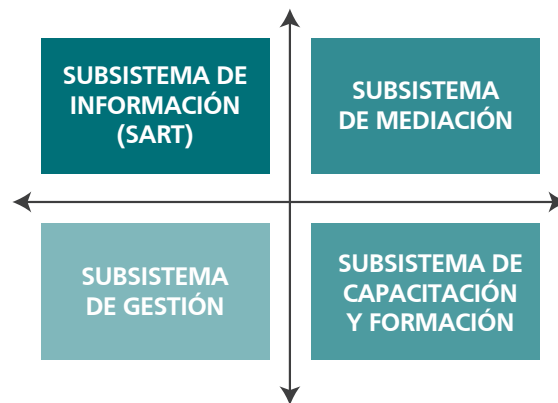 SUBSISTEMA DE
INFORMACIÓN
(SART)
SUBSISTEMA
DE MEDIACIÓN
SUBSISTEMA
DE GESTIÓN
SUBSISTEMA DE
CAPACITACIÓN
Y FORMACIÓN